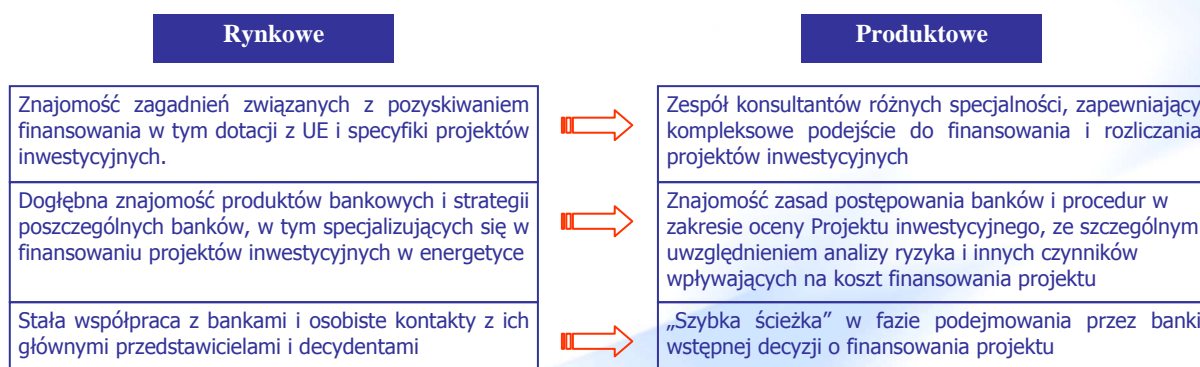 Rynkowe
Produktowe
Znajomość zagadnień związanych z pozyskiwaniem
finansowania w tym dotacji z UE i specyfiki projektów
inwestycyjnych.
Zespół konsultantów różnych specjalności, zapewniający
kompleksowe podejście do finansowania i rozliczania
projektów inwestycyjnych
Dogłębna znajomość produktów bankowych i strategii
poszczególnych banków, w tym specjalizujących się w
finansowaniu projektów inwestycyjnych w energetyce
Znajomość zasad postępowania banków i procedur w
zakresie oceny Projektu inwestycyjnego, ze szczególnym
uwzględnieniem analizy ryzyka i innych czynników
wpływających na koszt finansowania projektu
Stała współpraca z bankami i osobiste kontakty z ich
głównymi przedstawicielami i decydentami
„Szybka ścieżka” w fazie podejmowania przez banki
wstępnej decyzji o finansowania projektu